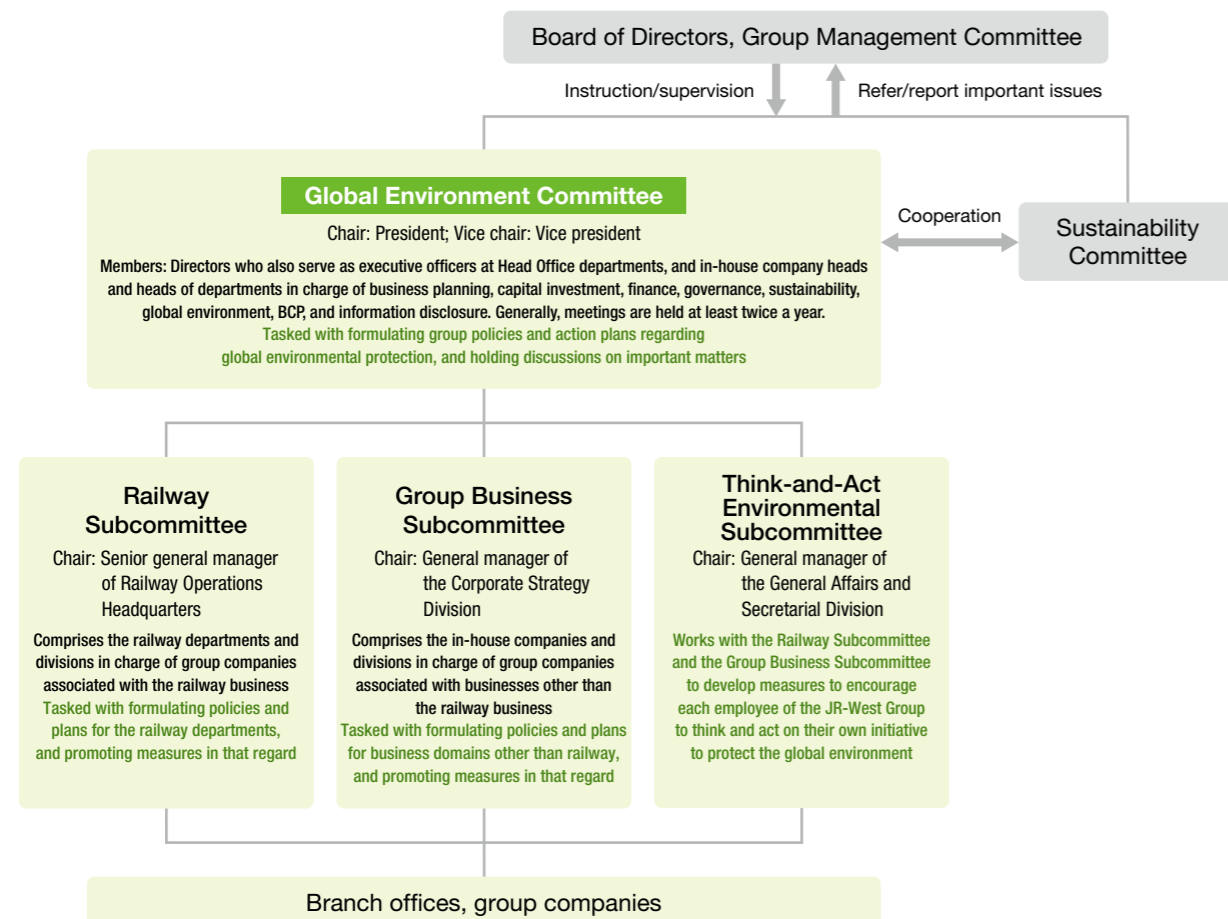 Board of Directors, Group Management Committee
Instruction/supervision
Refer/report important issues
Global Environment Committee
Chair: President; Vice chair: Vice president
Members: Directors who also serve as executive officers at Head Office departments, and in-house company heads
and heads of departments in charge of business planning, capital investment, finance, governance, sustainability,
global environment, BCP, and information disclosure. Generally, meetings are held at least twice a year.
Tasked with formulating group policies and action plans regarding
global environmental protection, and holding discussions on important matters
Cooperation
Sustainability
Committee
Railway
Subcommittee
Chair: Senior general manager
of Railway Operations
Headquarters
Comprises the railway departments and
divisions in charge of group companies
associated with the railway business
Tasked with formulating policies and
plans for the railway departments,
and promoting measures in that regard
Group Business
Subcommittee
Chair: General manager of
the Corporate Strategy
Division
Comprises the in-house companies and
divisions in charge of group companies
associated with businesses other than
the railway business
Tasked with formulating policies and plans
for business domains other than railway,
and promoting measures in that regard
Think-and-Act
Environmental
Subcommittee
Chair: General manager of
the General Affairs and
Secretarial Division
Works with the Railway Subcommittee
and the Group Business Subcommittee
to develop measures to encourage
each employee of the JR-West Group
to think and act on their own initiative
to protect the global environment
Branch offices, group companies